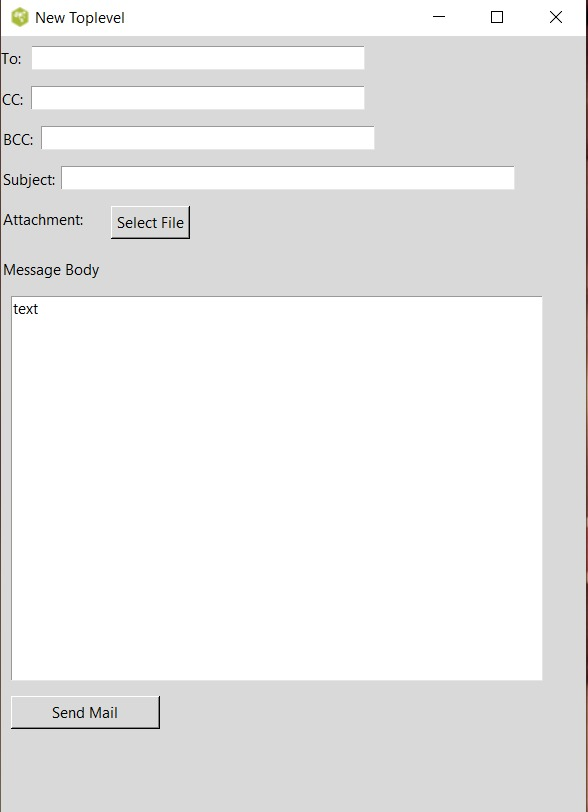 New Toplevel
To:
CC:
BCC:
Subject:
Attachment: Select File
Message Body
text
Send Mail